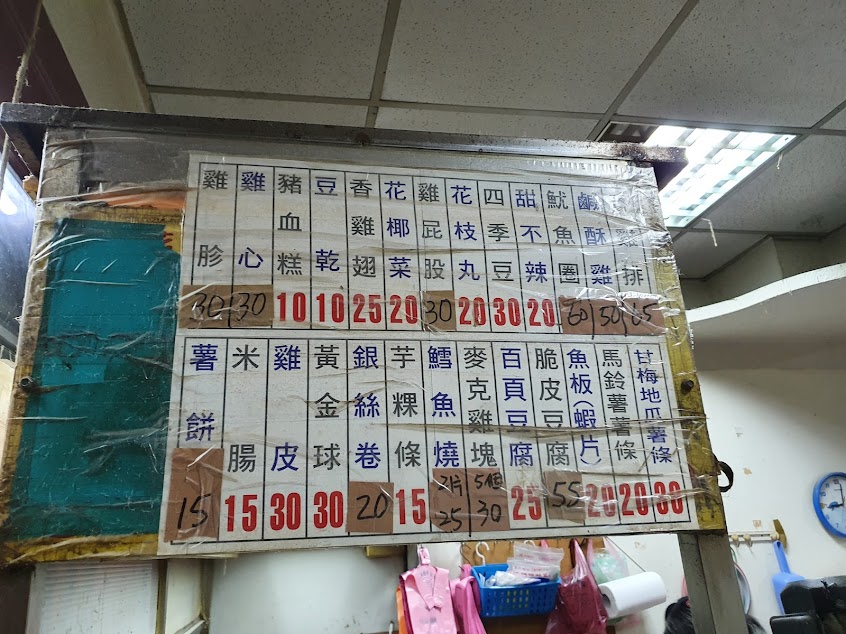 雞排 65
鹹酥雞 50
魷魚圈 60
甜不辣 20
四季豆 30
花枝丸 20
雞屁股 30
花椰菜 20
香雞翅 25
豆乾 10
豬血糕 10
雞心 30
雞胗 30
甘梅地瓜薯條 30
馬鈴薯薯條 20
魚板(蝦片) 20
脆皮豆腐 55
百頁豆腐 25
麥克雞塊 5個 30
鱈魚燒 2片 25
芋粿條 15
銀絲卷 20
黃金球 30
雞皮 30
米腸 15
薯餅 15